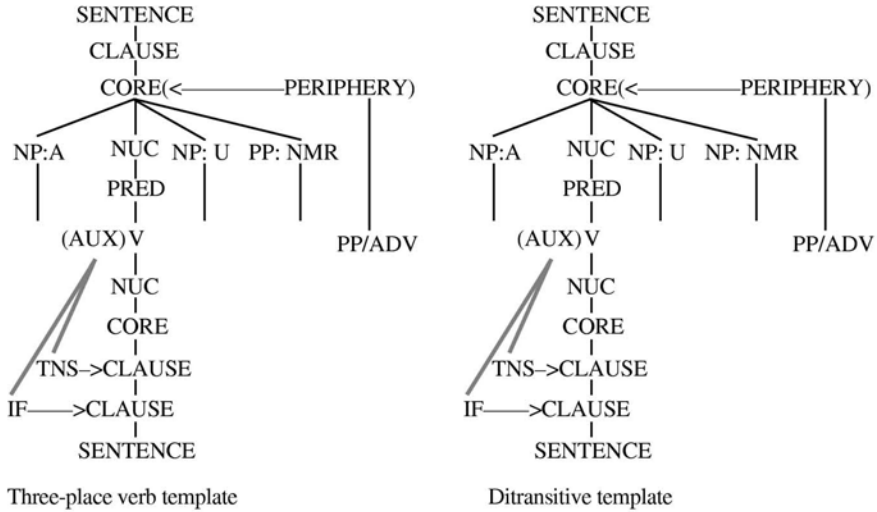 SENTENCE SENTENCE
CLAUSE CLAUSE
CORE(< PERIPHERY) CORE(< PERIPHERY)
NP:A NUC NP: U PP: NMR NP:A NUC NP: U NP: NMR
PRED PRED
(AUX) V PP/ADV (AUX) V PP/ADV
NUC NUC
CORE CORE
TNS–>CLAUSE TNS–>CLAUSE
IF——>CLAUSE IF——>CLAUSE
SENTENCE SENTENCE
Three-place verb template Ditransitive template